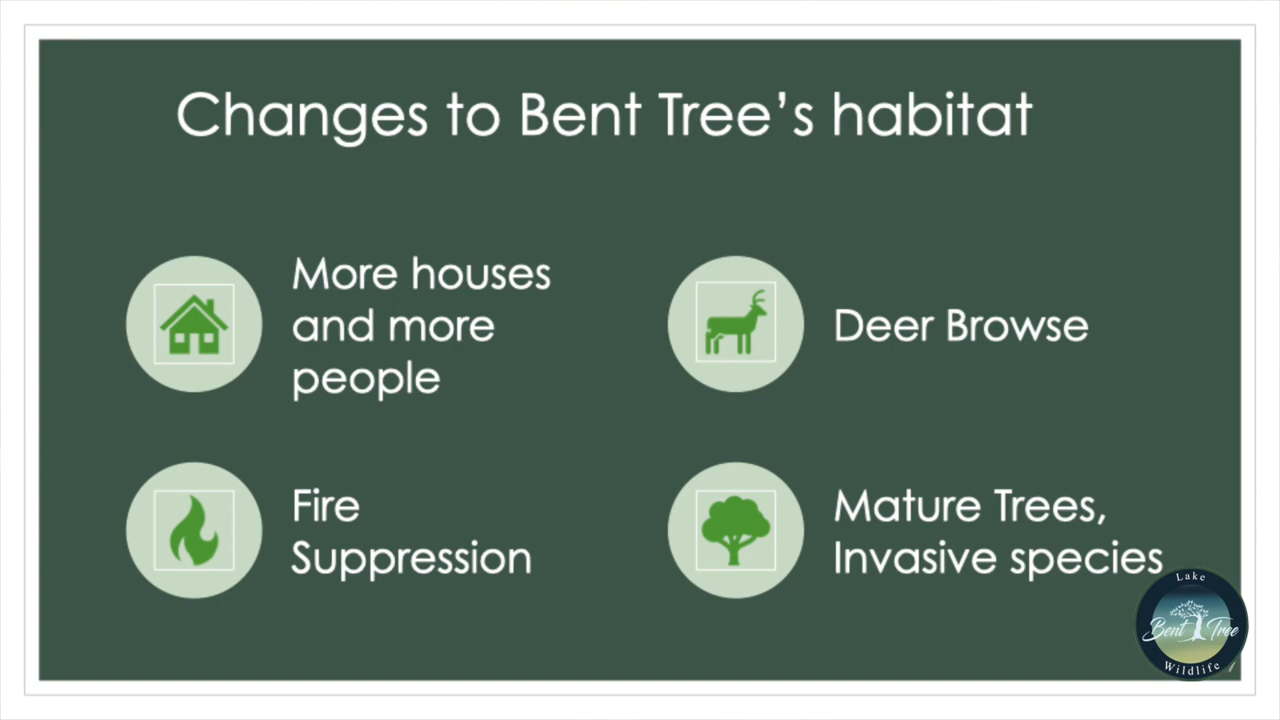 Changes to Bent Tree’s habitat
More houses
and more
people
Deer Browse
Fire
Suppression
Mature Trees,
Invasive species
Lake
Bent Tree
Wildlife